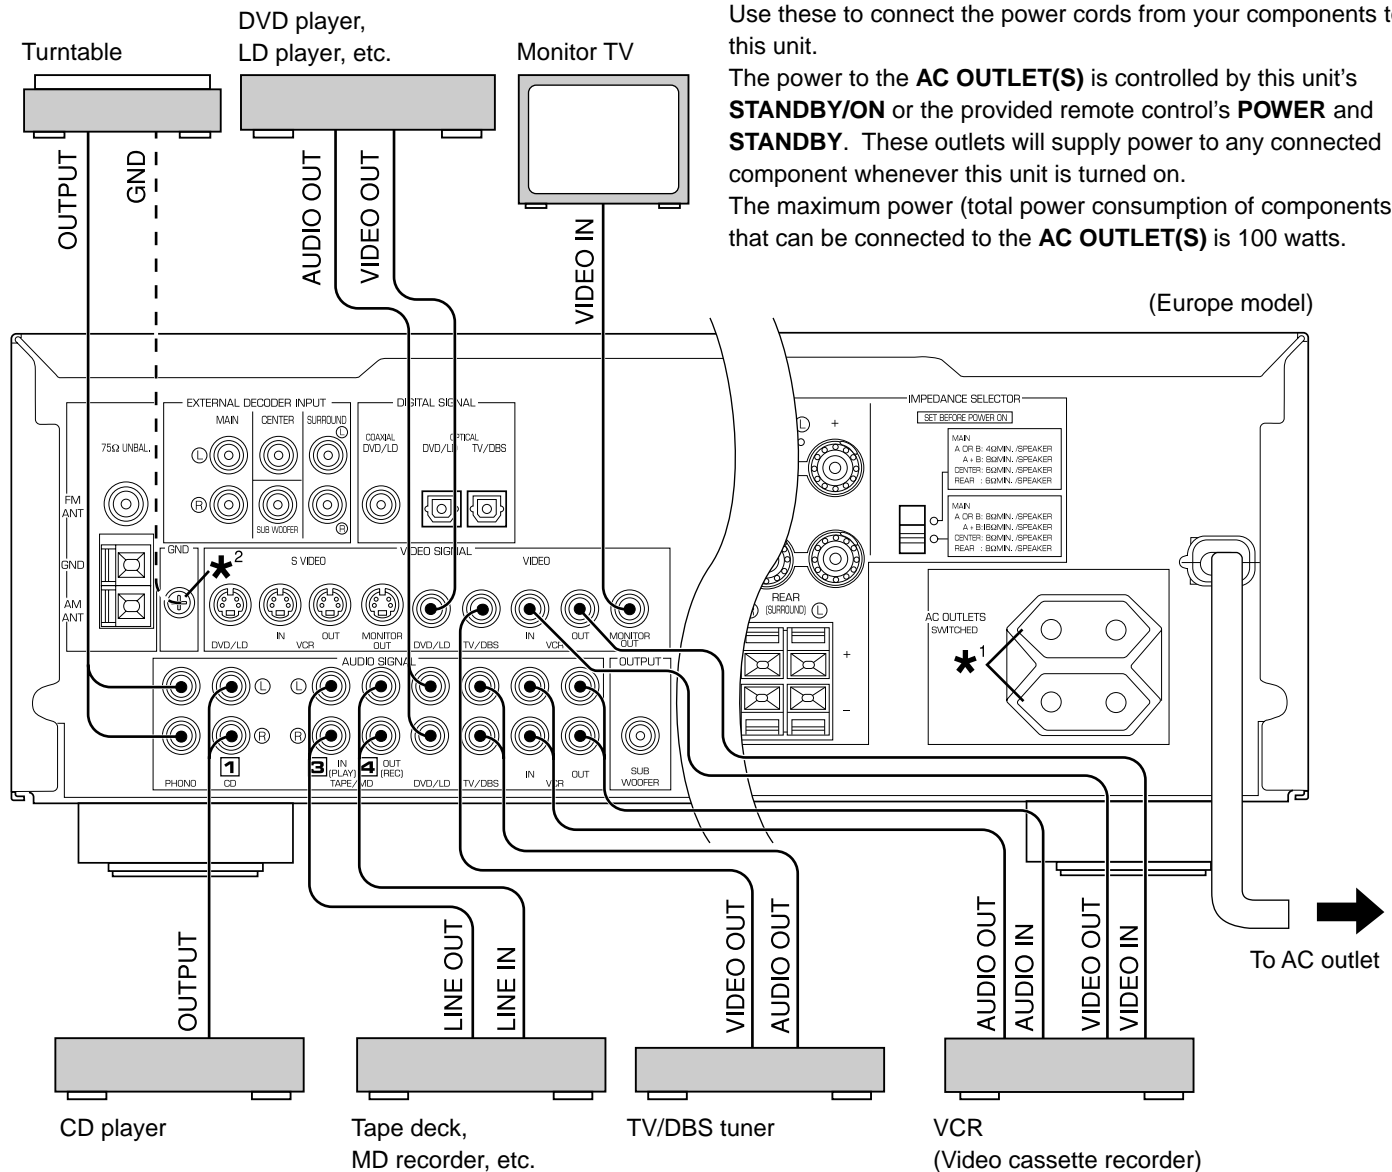 Use these to connect the power cords from your components to
this unit.
The power to the AC OUTLET(S) is controlled by this unit's
STANDBY/ON or the provided remote control's POWER and
STANDBY. These outlets will supply power to any connected
component whenever this unit is turned on.
The maximum power (total power consumption of components
that can be connected to the AC OUTLET(S) is 100 watts.
(Europe model)
Turntable
DVD player,
LD player, etc.
Monitor TV
OUTPUT
GND
AUDIO OUT
VIDEO OUT
VIDEO IN
EXTERNAL DECODER INPUT
MAIN
CENTER
SURROUND
L
R
L
R
SUB WOOFER
DIGITAL SIGNAL
COAXIAL
DVD/LD
OPTICAL
DVD/LD
TV/DBS
75Ω UNBAL.
FM
ANT
GND
AM
ANT
GND
*2
VIDEO SIGNAL
S VIDEO
VIDEO
DVD/LD
IN
VCR
OUT
MONITOR
OUT
DVD/LD
TV/DBS
IN
VCR
OUT
MONITOR
OUT
AUDIO SIGNAL
OUTPUT
L
R
L
R
PHONO
1
CD
3
IN
(PLAY)
4
OUT
(REC)
TAPE/MD
DVD/LD
TV/DBS
IN
VCR
OUT
SUB
WOOFER
L
+
REAR
(SURROUND)
L
+
–
IMPEDANCE SELECTOR
SET BEFORE POWER ON
MAIN
A OR B: 4ΩMIN. /SPEAKER
A + B: 8ΩMIN. /SPEAKER
CENTER: 6ΩMIN. /SPEAKER
REAR : 6ΩMIN. /SPEAKER
MAIN
A OR B: 8ΩMIN. /SPEAKER
A + B:16ΩMIN. /SPEAKER
CENTER: 8ΩMIN. /SPEAKER
REAR : 8ΩMIN. /SPEAKER
AC OUTLETS
SWITCHED
*1
To AC outlet
OUTPUT
LINE OUT
LINE IN
VIDEO OUT
AUDIO OUT
AUDIO OUT
AUDIO IN
VIDEO OUT
VIDEO IN
CD player
Tape deck,
MD recorder, etc.
TV/DBS tuner
VCR
(Video cassette recorder)